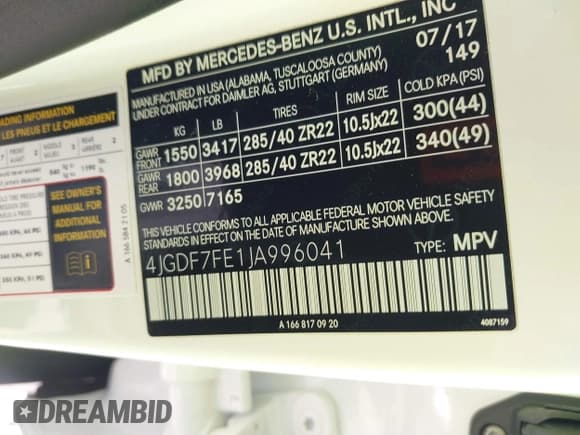 MFD BY MERCEDES-BENZ U.S. INTL., INC
07/17
MANUFACTURED IN USA (ALABAMA, TUSCALOOSA COUNTY)
149
UNDER CONTRACT FOR DAIMLER AG, STUTTGART (GERMANY)
KG LB TIRES RIM SIZE COLD KPA (PSI)
GAWR FRONT 1550 3417 285/40 ZR22 10.5Jx22 300(44)
GAWR REAR 1800 3968 285/40 ZR22 10.5Jx22 340(49)
GVWR 3250 7165
THIS VEHICLE CONFORMS TO ALL APPLICABLE FEDERAL MOTOR VEHICLE SAFETY
STANDARDS IN EFFECT ON THE DATE OF MANUFACTURE SHOWN ABOVE.
4JGDF7FE1JA996041 TYPE: MPV
A 166 817 09 20
4087159
LOADING INFORMATION
LES PNEUS ET LE CHARGEMENT
SEE OWNER'S
MANUAL FOR
ADDITIONAL
INFORMATION
A 166 584 21 05
DREAMBID